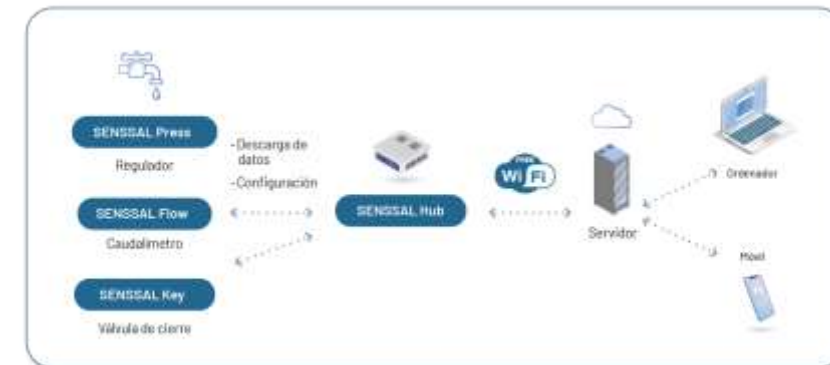 SENSSAL Press
Regulador
-Descarga de
datos
-Configuración
SENSSAL Flow
Caudalímetro
SENSSAL Key
Válvula de cierre
SENSSAL Hub
FREE
Wi Fi
Servidor
Ordenador
Móvil